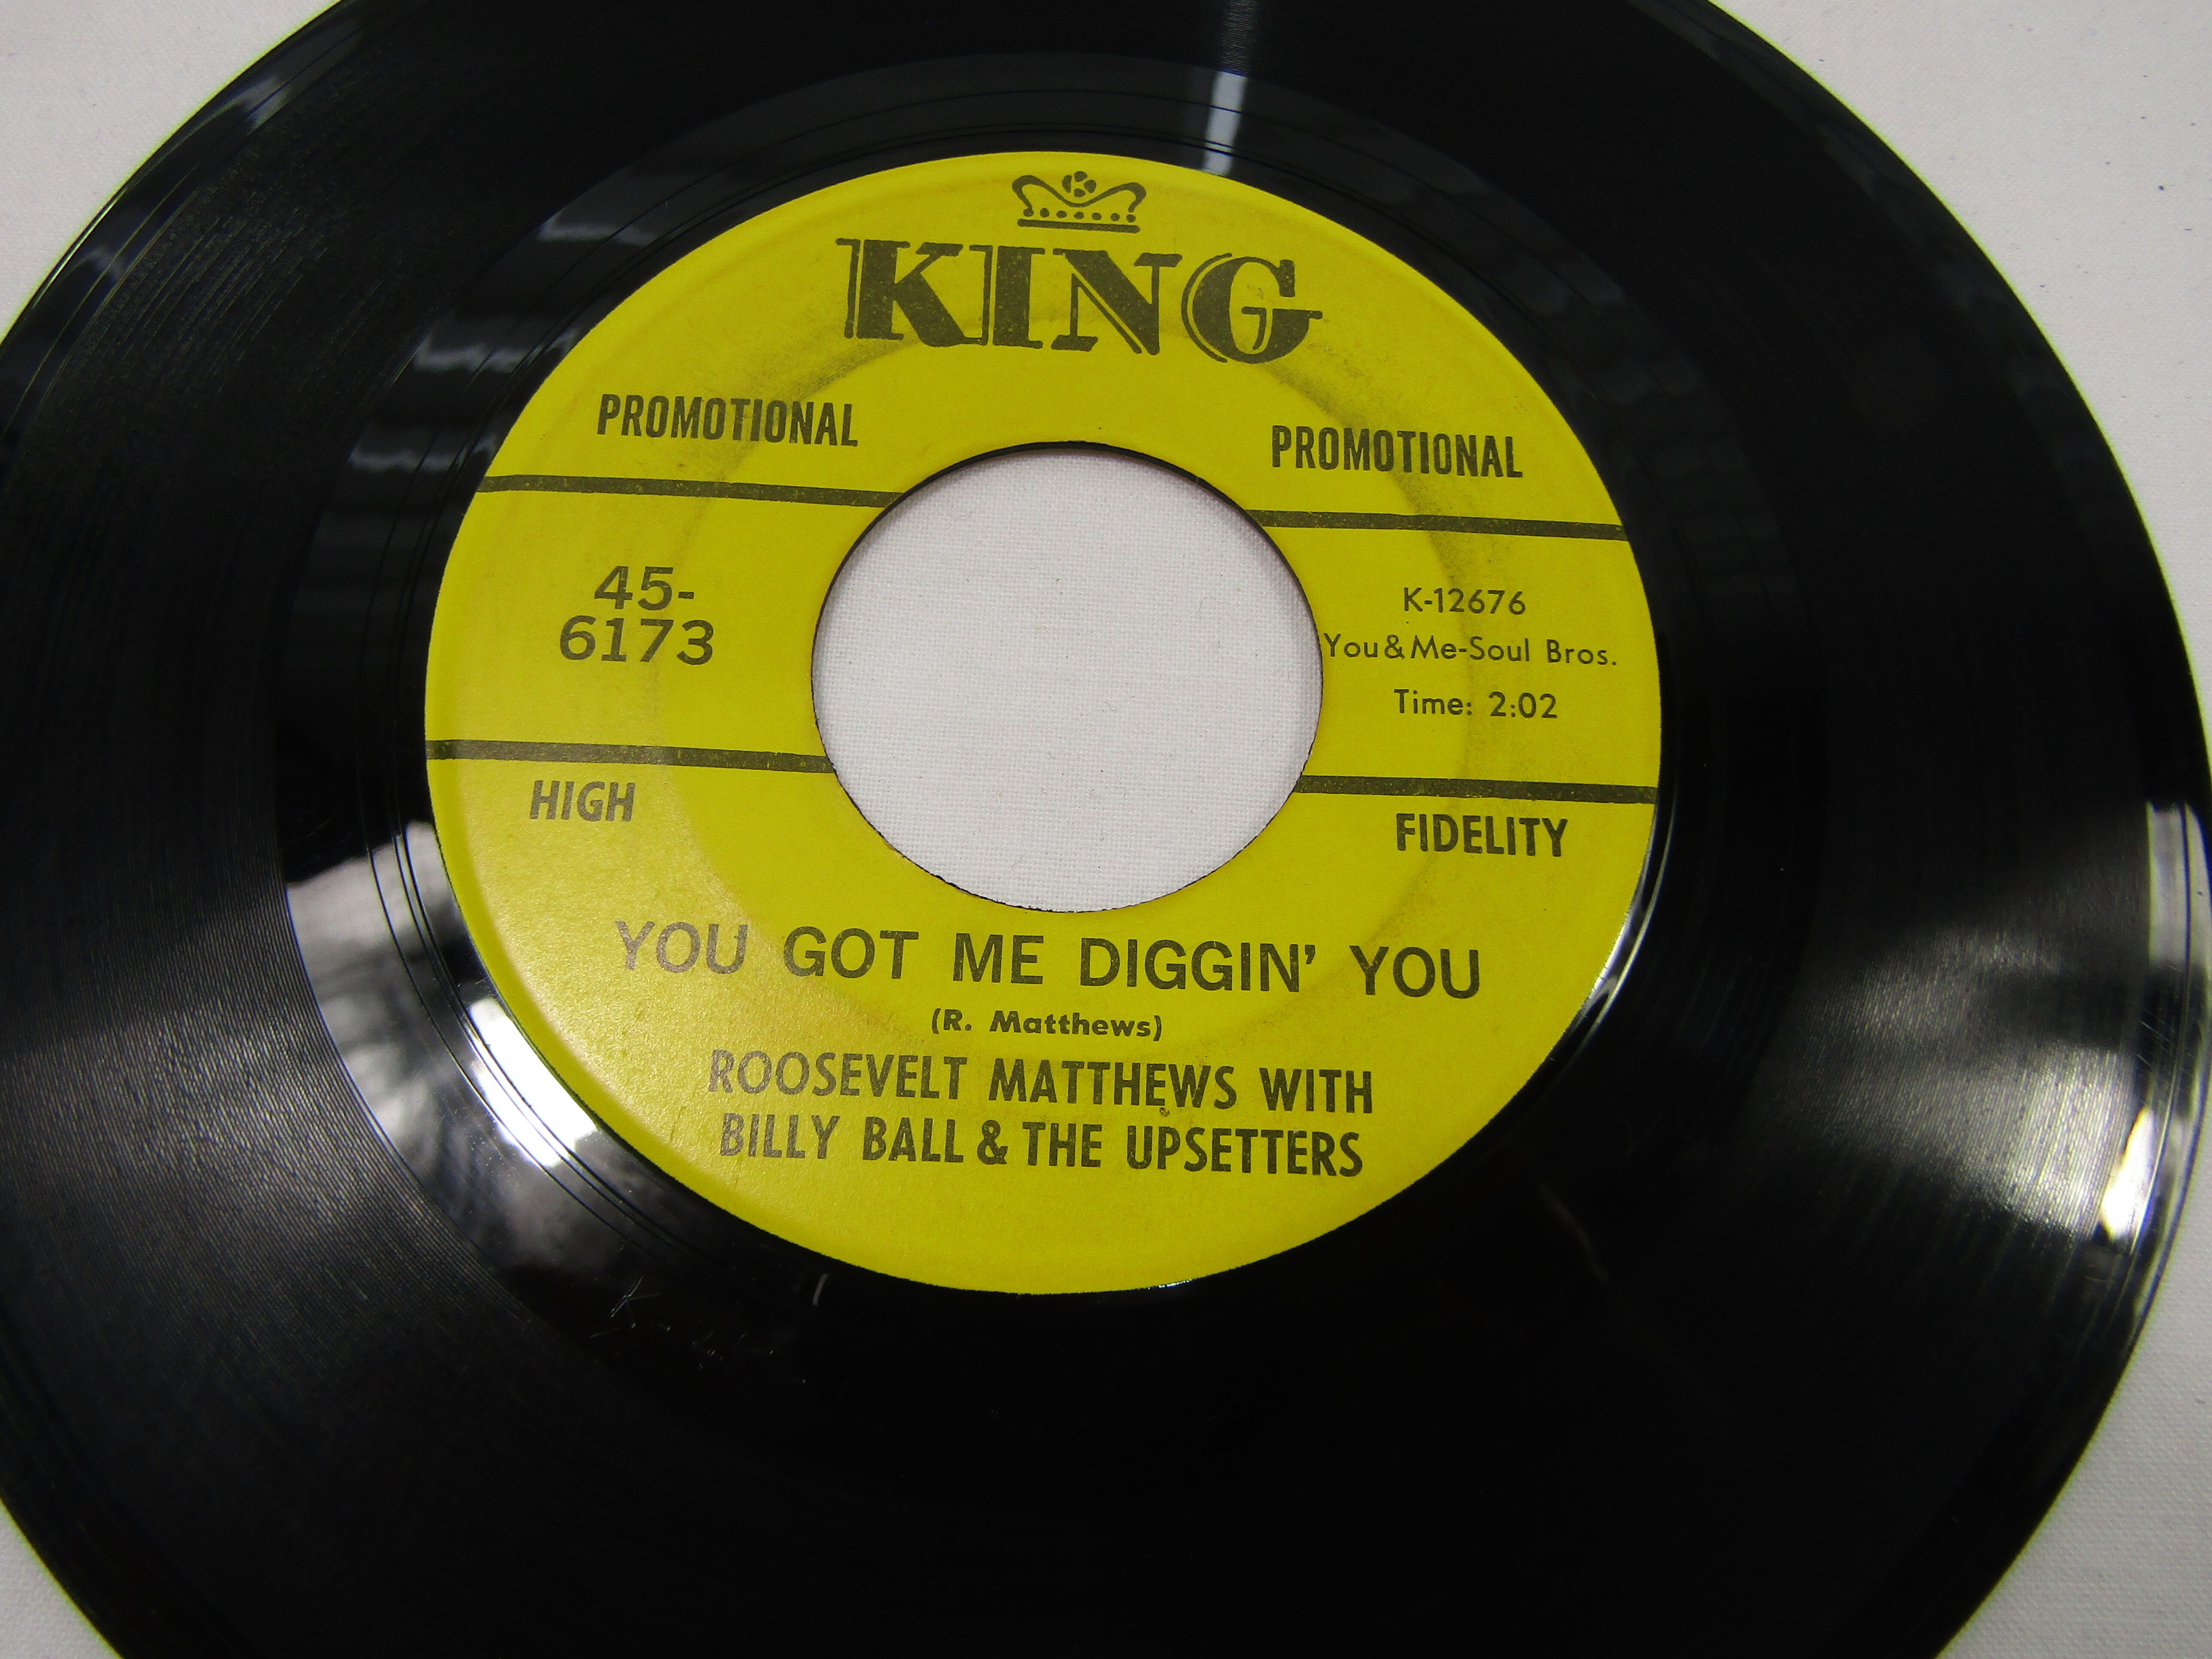 KING
PROMOTIONAL PROMOTIONAL
45-
6173
K-12676
You & Me-Soul Bros.
Time: 2:02
HIGH FIDELITY
YOU GOT ME DIGGIN' YOU
(R. Matthews)
ROOSEVELT MATTHEWS WITH
BILLY BALL & THE UPSETTERS